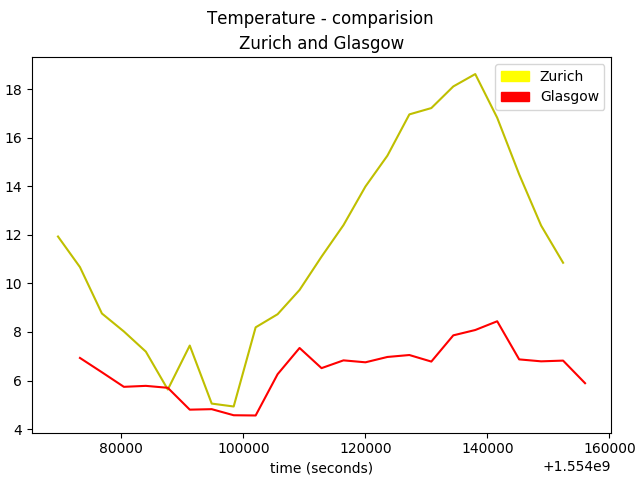 Temperature - comparision
Zurich and Glasgow
Zurich
Glasgow
18
16
14
12
10
8
6
4
80000 100000 120000 140000 160000
time (seconds)
+1.554e9